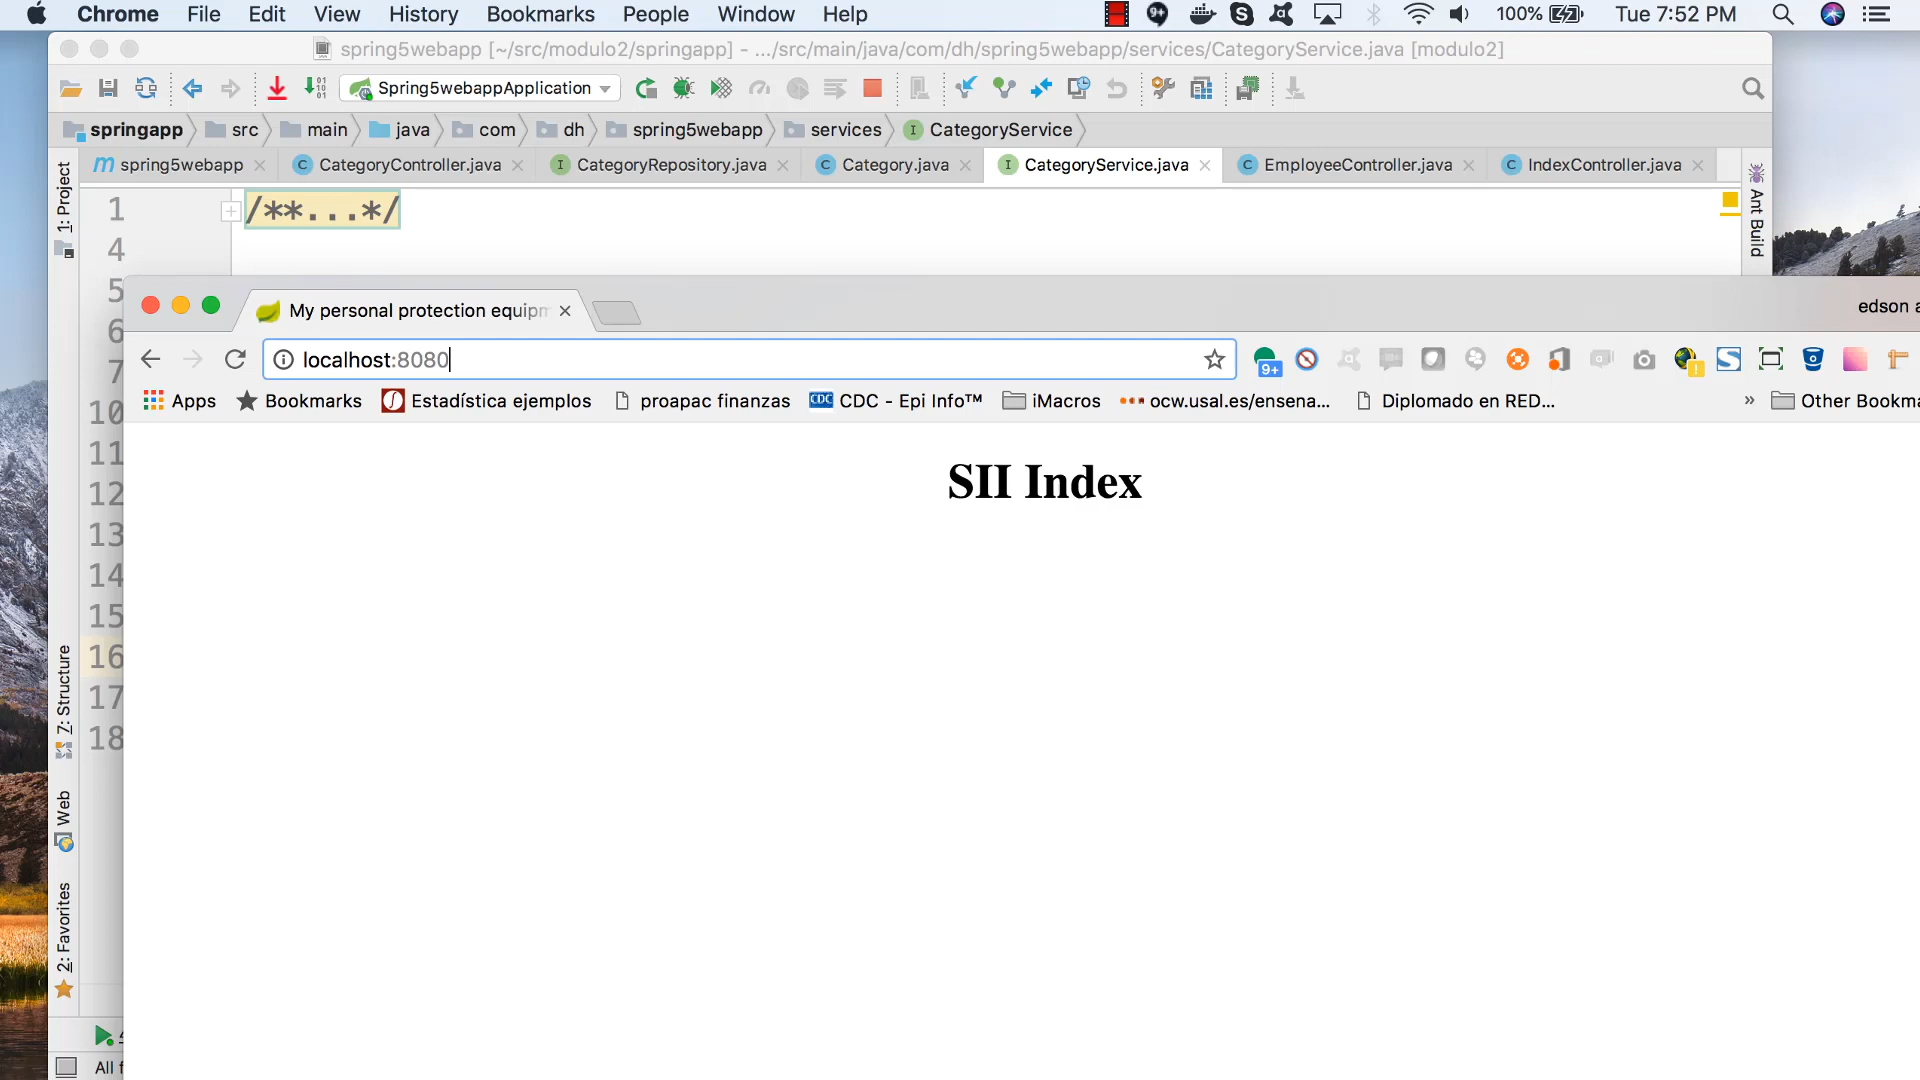 Chrome File Edit View History Bookmarks People Window Help 9+ 100% Tue 7:52 PM
spring5webapp [~/src/modulo2/springapp] - .../src/main/java/com/dh/spring5webapp/services/CategoryService.java [modulo2]
Spring5webappApplication
springapp src main java com dh spring5webapp services CategoryService
spring5webapp CategoryController.java CategoryRepository.java Category.java CategoryService.java EmployeeController.java IndexController.java
1: Project
Ant Build
1 /**...*/
4
5
6
7
10
11
12
13
14
15
16
17
18
7: Structure
Web
2: Favorites
My personal protection equipm
edson a
localhost:8080
9+
Apps Bookmarks Estadística ejemplos proapac finanzas CDC - Epi Info™ iMacros ocw.usal.es/ensena... Diplomado en RED... » Other Bookma
SII Index
All f